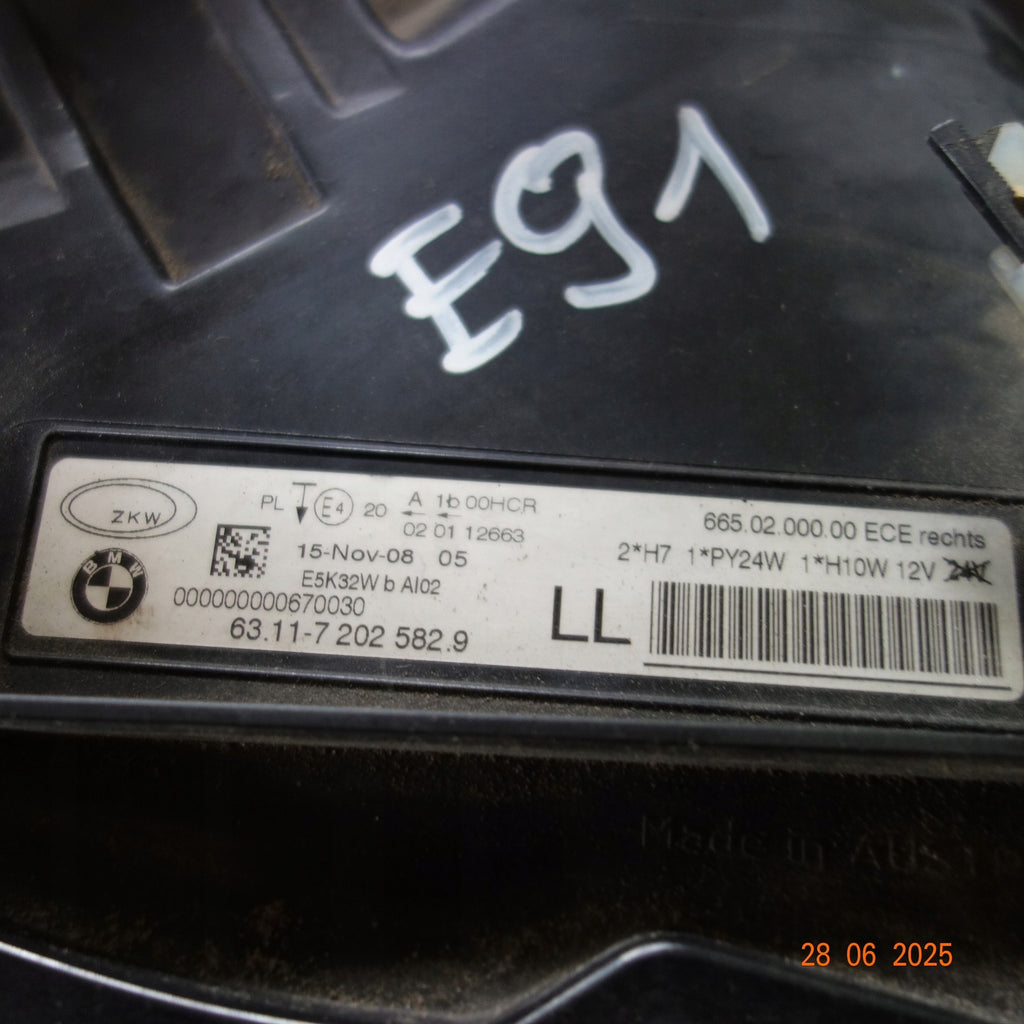 E91
ZKW
PL E4 20 A 1b 00HCR
02 01 12663
15-Nov-08 05
E5K32W b AI02
000000000670030
63.11-7 202 582.9
BMW
LL
665.02.000.00 ECE rechts
2*H7 1*PY24W 1*H10W 12V 24V
Made in
28 06 2025